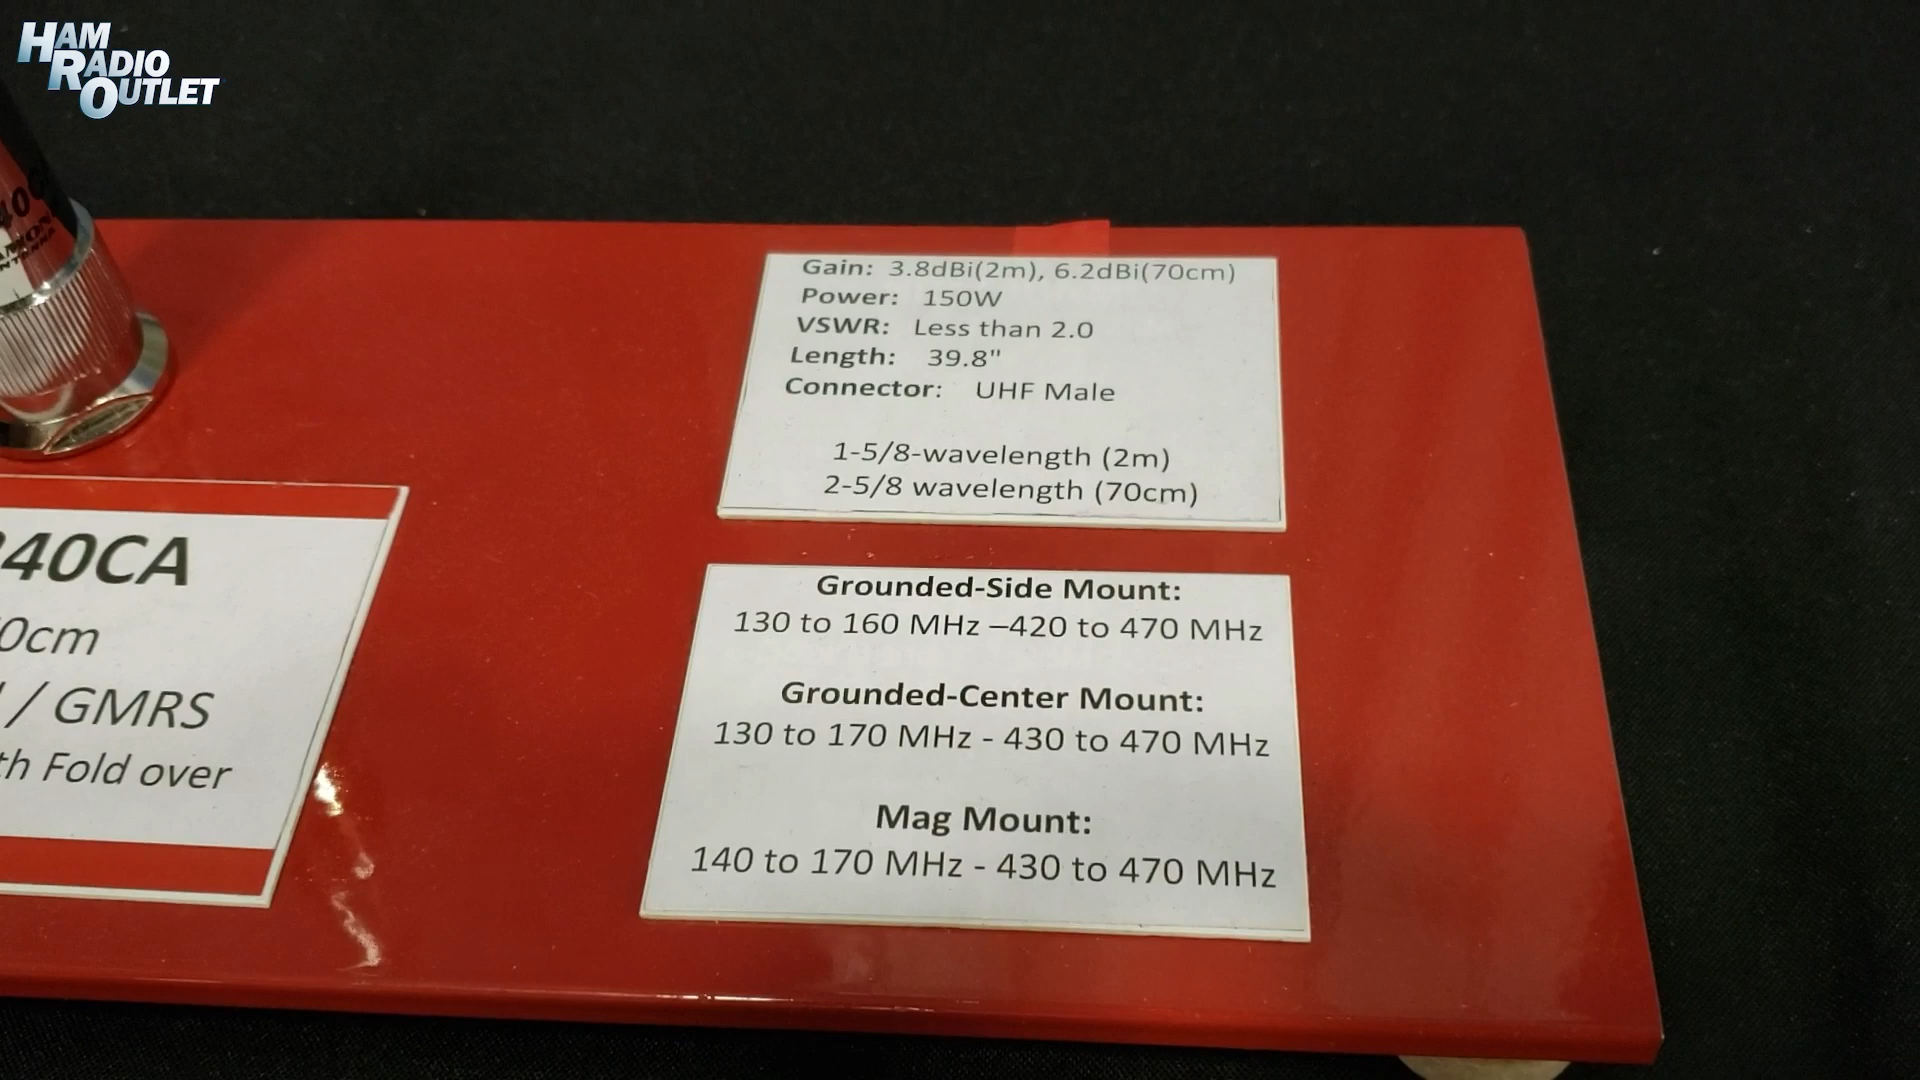 HAM
RADIO
OUTLET
Gain: 3.8dBi(2m), 6.2dBi(70cm)
Power: 150W
VSWR: Less than 2.0
Length: 39.8"
Connector: UHF Male
1-5/8-wavelength (2m)
2-5/8 wavelength (70cm)
40CA
0cm
/ GMRS
th Fold over
Grounded-Side Mount:
130 to 160 MHz –420 to 470 MHz
Grounded-Center Mount:
130 to 170 MHz - 430 to 470 MHz
Mag Mount:
140 to 170 MHz - 430 to 470 MHz